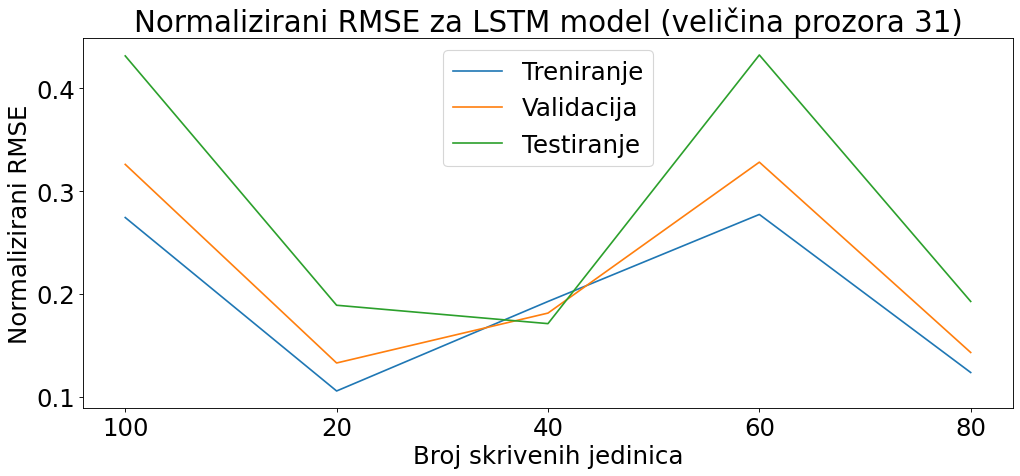 Normalizirani RMSE za LSTM model (veličina prozora 31)
Treniranje
Validacija
Testiranje
Normalizirani RMSE
0.4
0.3
0.2
0.1
100 20 40 60 80
Broj skrivenih jedinica